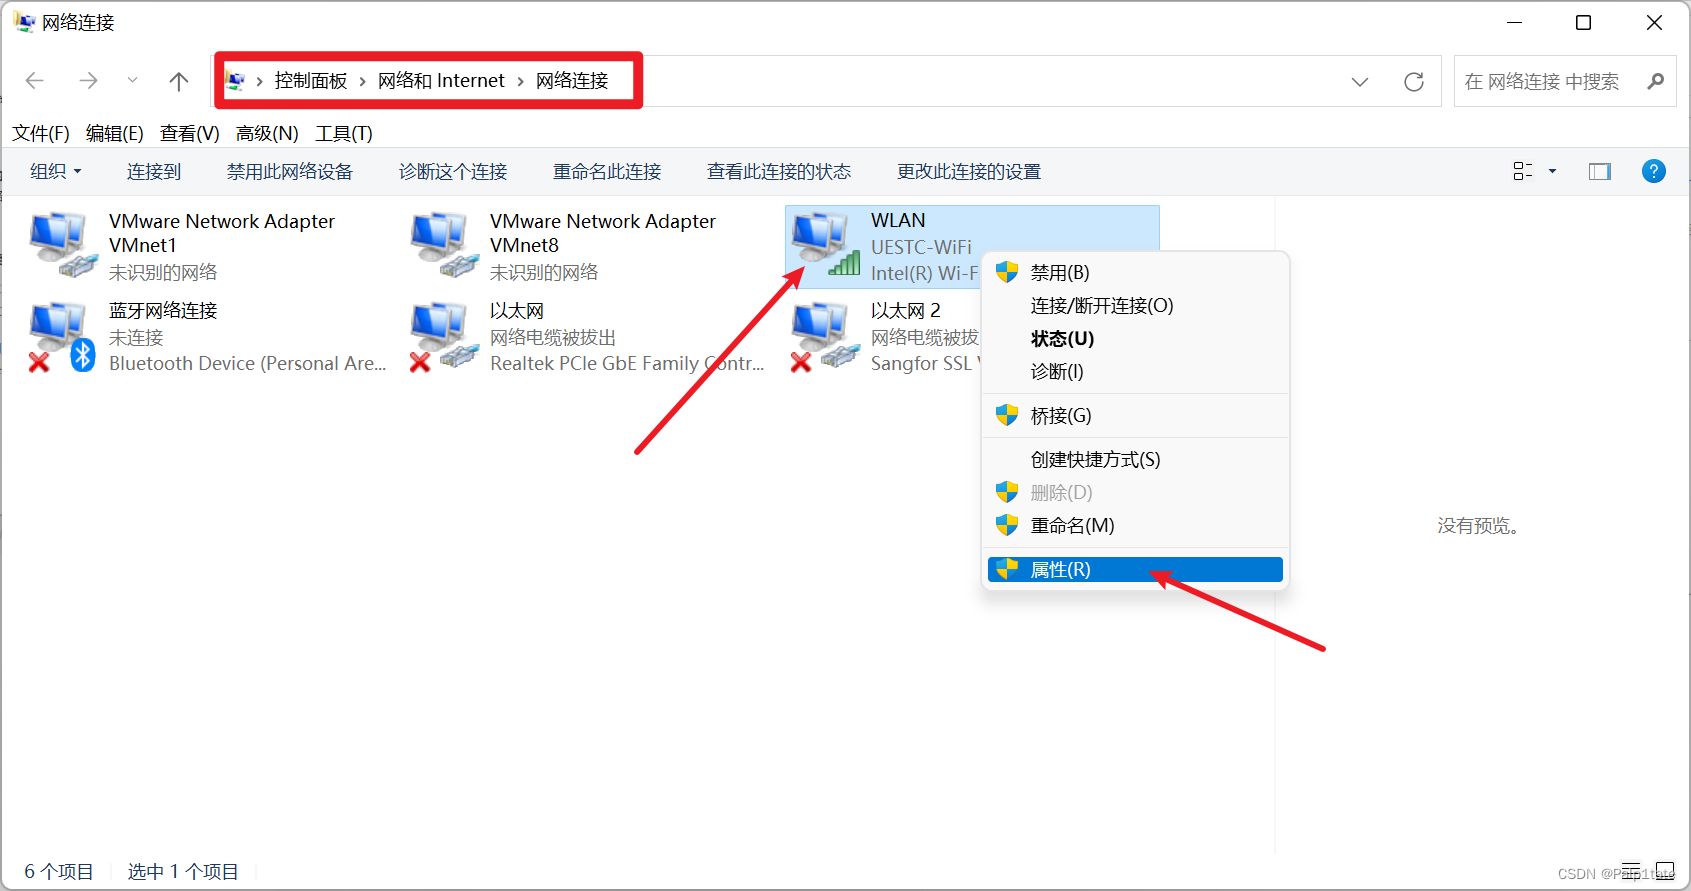 网络连接
控制面板 > 网络和 Internet > 网络连接
在 网络连接 中搜索
文件(F) 编辑(E) 查看(V) 高级(N) 工具(T)
组织 连接到 禁用此网络设备 诊断这个连接 重命名此连接 查看此连接的状态 更改此连接的设置
VMware Network Adapter
VMnet1
未识别的网络
VMware Network Adapter
VMnet8
未识别的网络
WLAN
UESTC-WiFi
Intel(R) Wi-F
蓝牙网络连接
未连接
Bluetooth Device (Personal Are...
以太网
网络电缆被拔出
Realtek PCIe GbE Family Contr...
以太网 2
网络电缆被拔
Sangfor SSL
禁用(B)
连接/断开连接(O)
状态(U)
诊断(I)
桥接(G)
创建快捷方式(S)
删除(D)
重命名(M)
属性(R)
没有预览。
6 个项目 选中 1 个项目